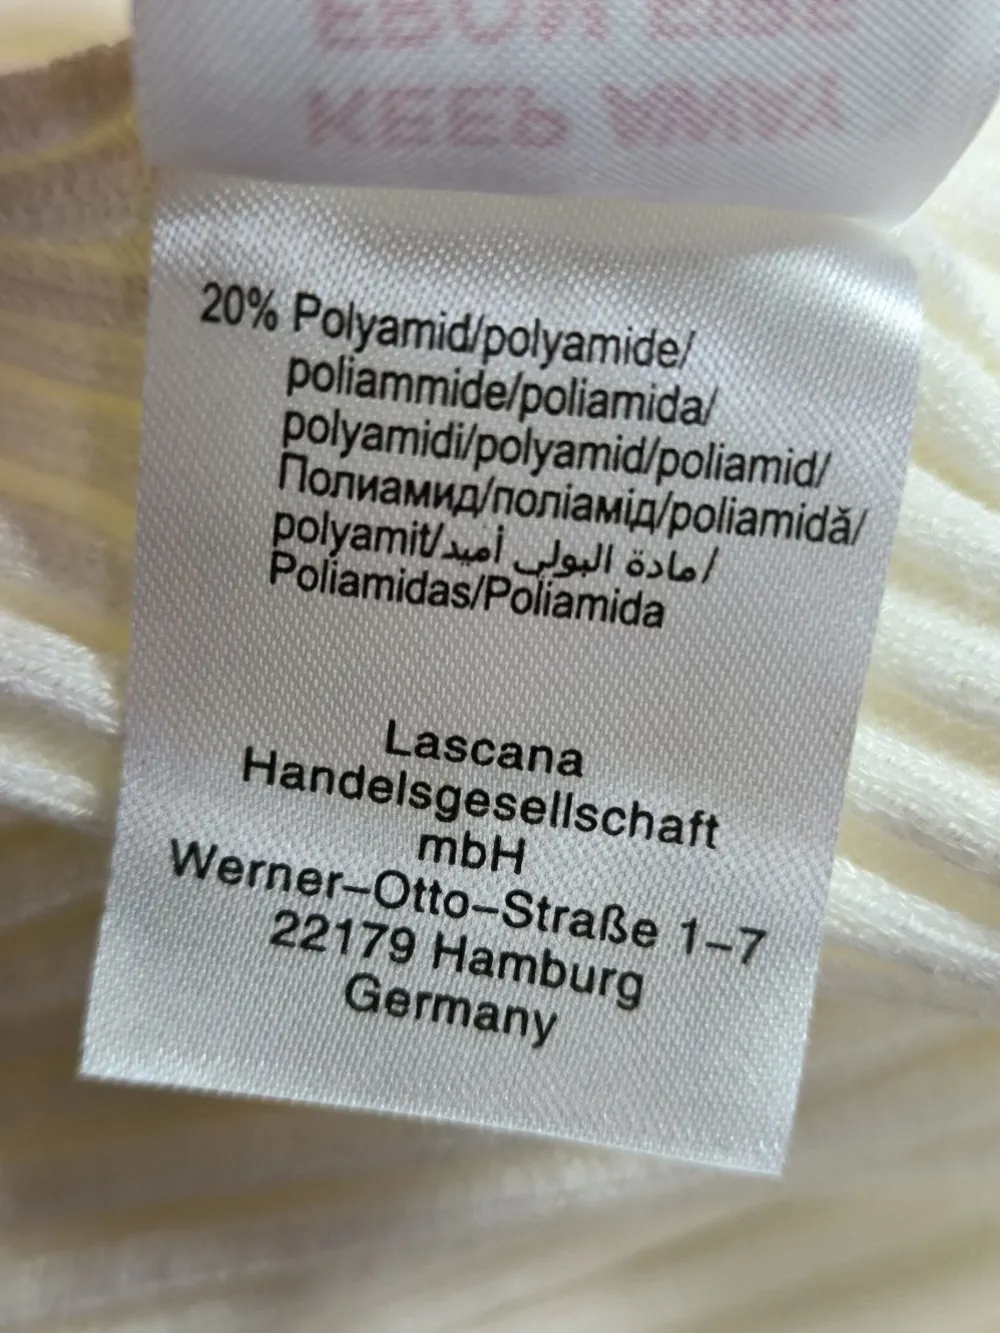 20% Polyamid/polyamide/
poliammide/poliamida/
polyamidi/polyamid/poliamid/
Полиамид/поліамід/poliamidă/
polyamit/مادة البولي أميد/
Poliamidas/Poliamida
Lascana
Handelsgesellschaft
mbH
Werner–Otto–Straße 1–7
22179 Hamburg
Germany